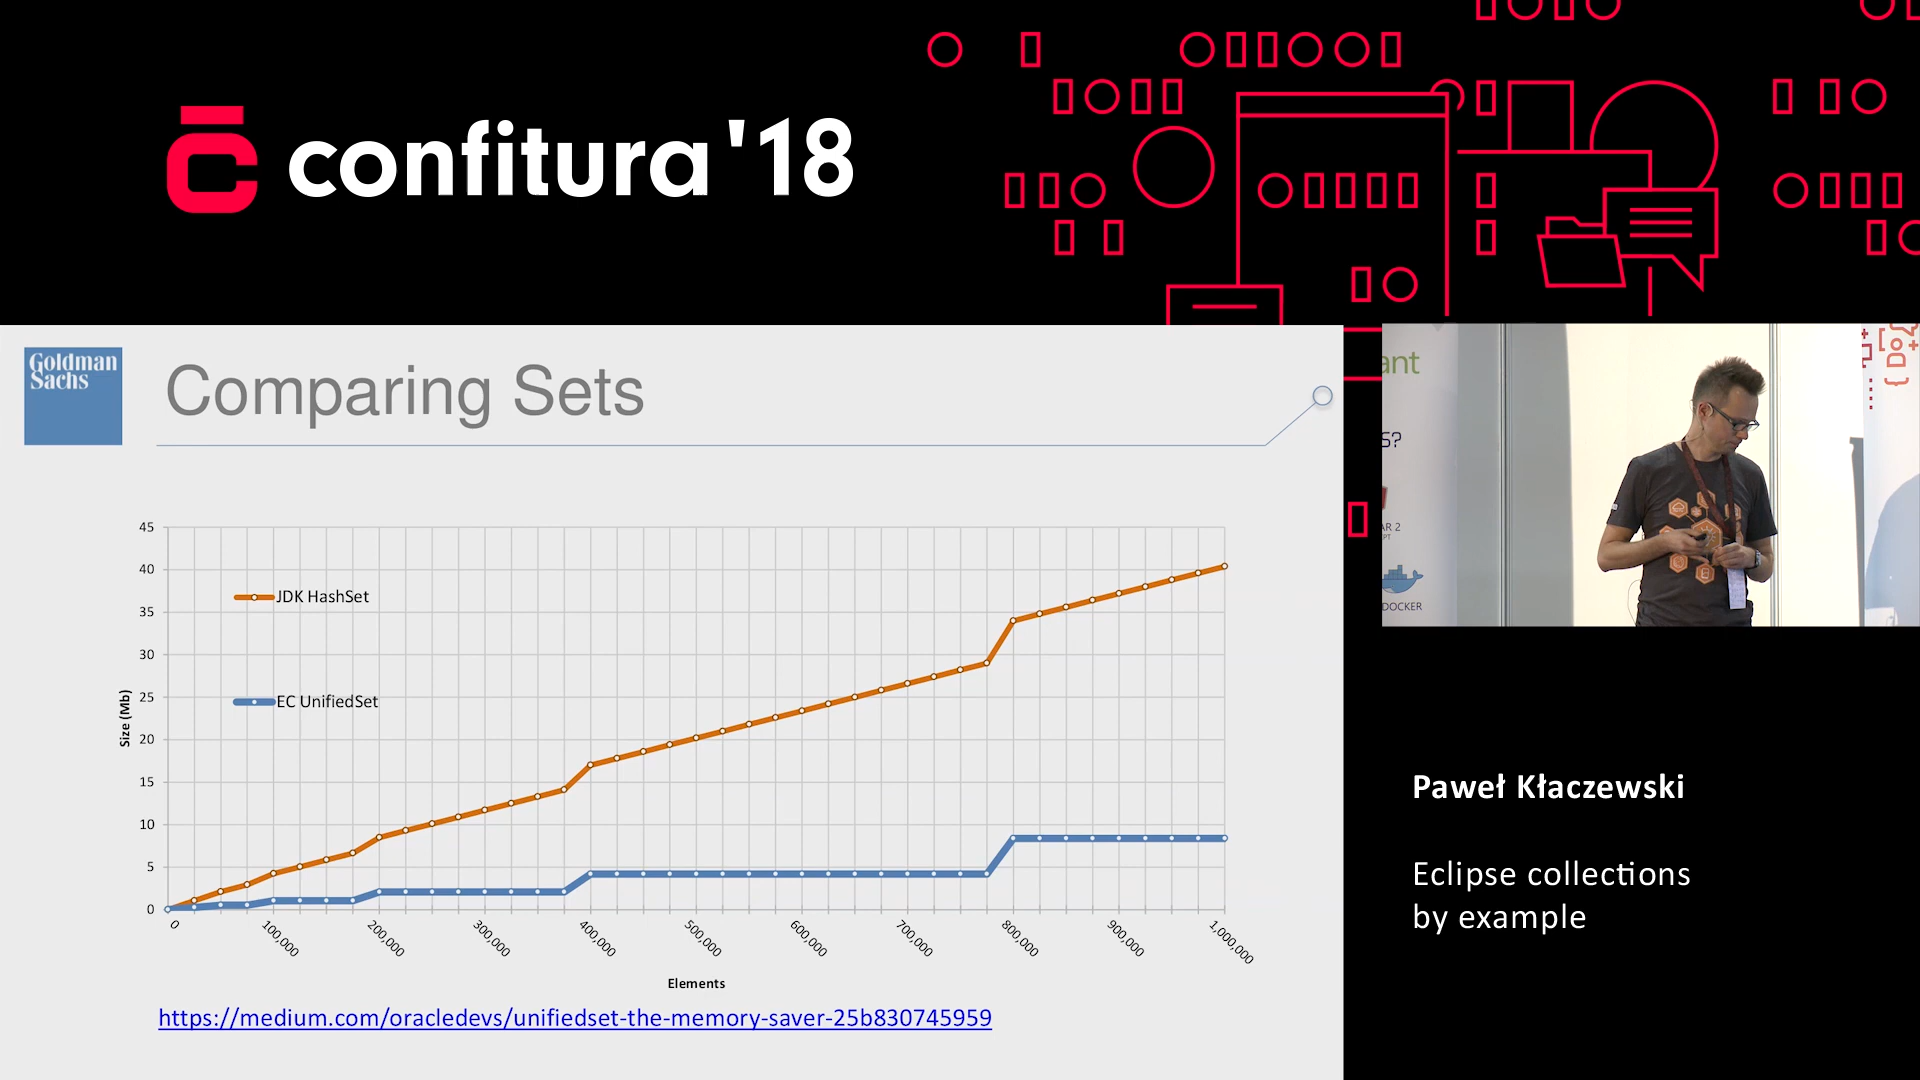 confitura '18
Goldman
Sachs
Comparing Sets
45
40
35
30
25
20
15
10
5
0
Size (Mb)
JDK HashSet
EC UnifiedSet
0
100,000
200,000
300,000
400,000
500,000
600,000
700,000
800,000
900,000
1,000,000
Elements
https://medium.com/oracledevs/unifiedset-the-memory-saver-25b830745959
ant
S?
AR 2
PT
DOCKER
Paweł Kłaczewski
Eclipse collections
by example